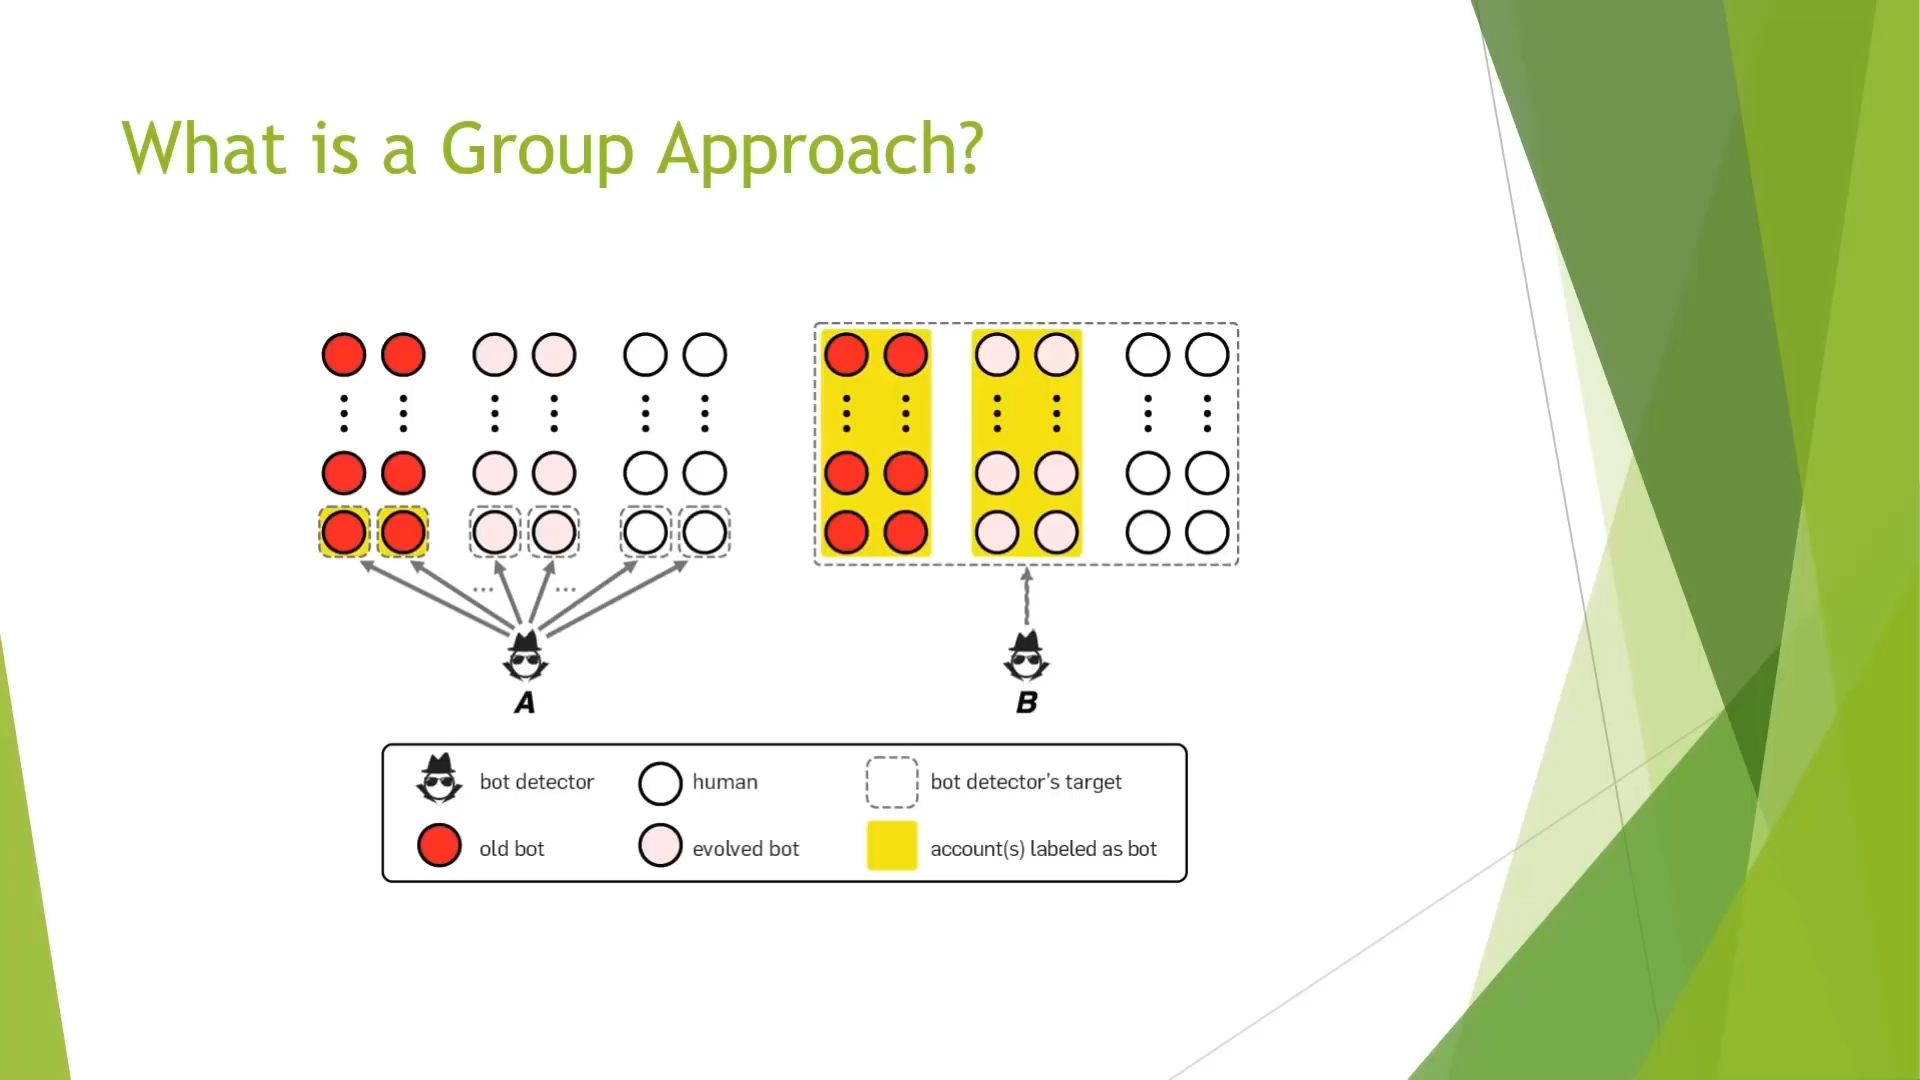 What is a Group Approach?
... ...
A B
bot detector human bot detector's target
old bot evolved bot account(s) labeled as bot